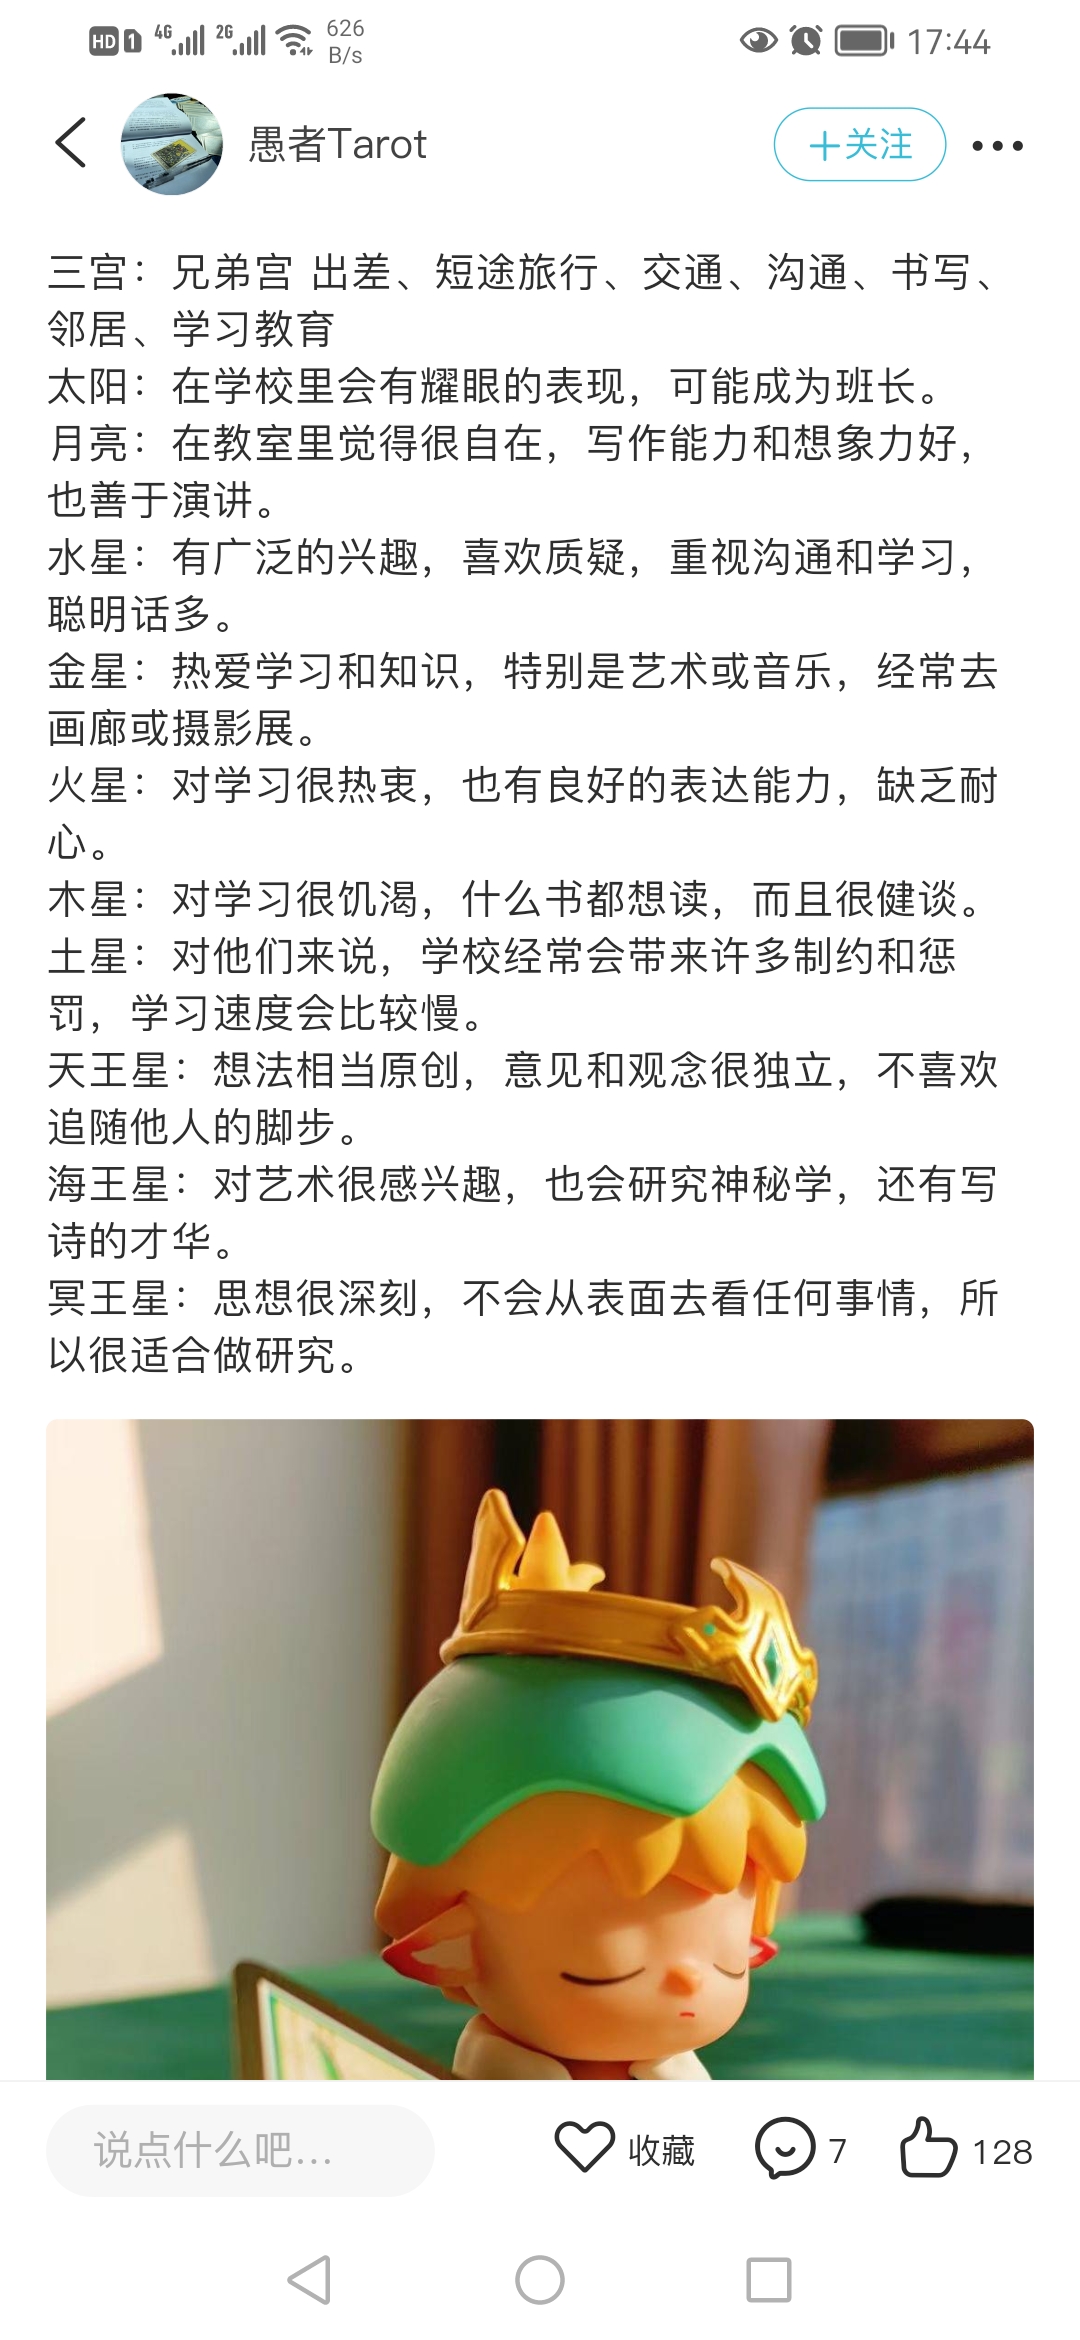 HD 1 4G 2G 626 B/s 17:44
愚者Tarot
+关注
三宫：兄弟宫 出差、短途旅行、交通、沟通、书写、
邻居、学习教育
太阳：在学校里会有耀眼的表现，可能成为班长。
月亮：在教室里觉得很自在，写作能力和想象力好，
也善于演讲。
水星：有广泛的兴趣，喜欢质疑，重视沟通和学习，
聪明话多。
金星：热爱学习和知识，特别是艺术或音乐，经常去
画廊或摄影展。
火星：对学习很热衷，也有良好的表达能力，缺乏耐
心。
木星：对学习很饥渴，什么书都想读，而且很健谈。
土星：对他们来说，学校经常会带来许多制约和惩
罚，学习速度会比较慢。
天王星：想法相当原创，意见和观念很独立，不喜欢
追随他人的脚步。
海王星：对艺术很感兴趣，也会研究神秘学，还有写
诗的才华。
冥王星：思想很深刻，不会从表面去看任何事情，所
以很适合做研究。
说点什么吧... 收藏 7 128